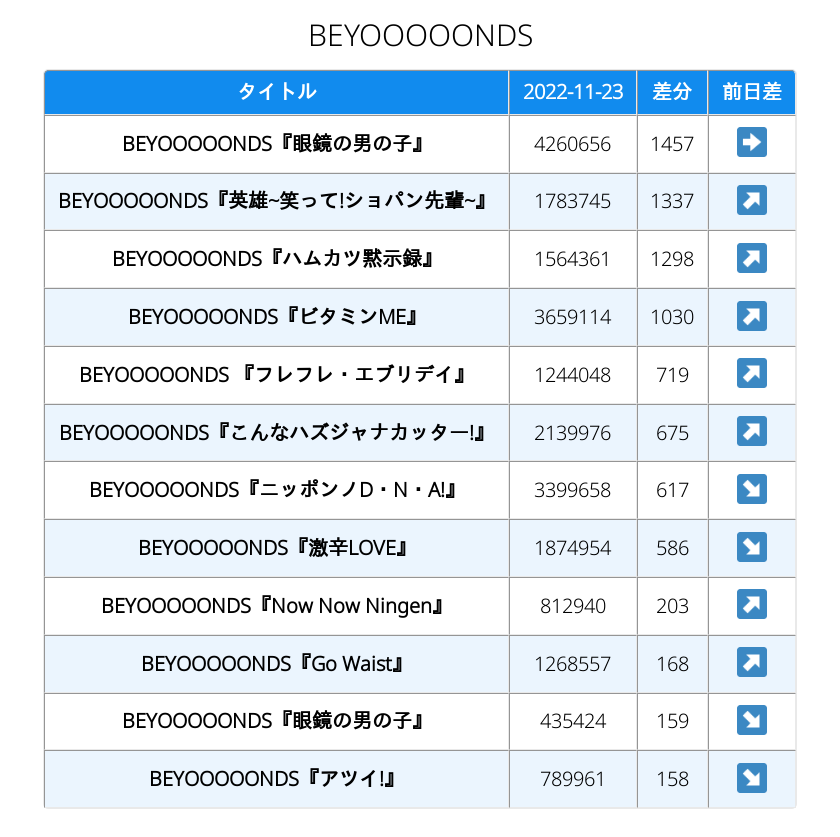 BEYOOOOONDS
タイトル 2022-11-23 差分 前日差
BEYOOOOONDS『眼鏡の男の子』 4260656 1457 ➡
BEYOOOOONDS『英雄~笑って!ショパン先輩~』 1783745 1337 ↗
BEYOOOOONDS『ハムカツ黙示録』 1564361 1298 ↗
BEYOOOOONDS『ビタミンME』 3659114 1030 ↗
BEYOOOOONDS 『フレフレ・エブリデイ』 1244048 719 ↗
BEYOOOOONDS『こんなハズジャナカッター!』 2139976 675 ↗
BEYOOOOONDS『ニッポンノD・N・A!』 3399658 617 ↘
BEYOOOOONDS『激辛LOVE』 1874954 586 ↘
BEYOOOOONDS『Now Now Ningen』 812940 203 ↗
BEYOOOOONDS『Go Waist』 1268557 168 ↗
BEYOOOOONDS『眼鏡の男の子』 435424 159 ↘
BEYOOOOONDS『アツイ!』 789961 158 ↘